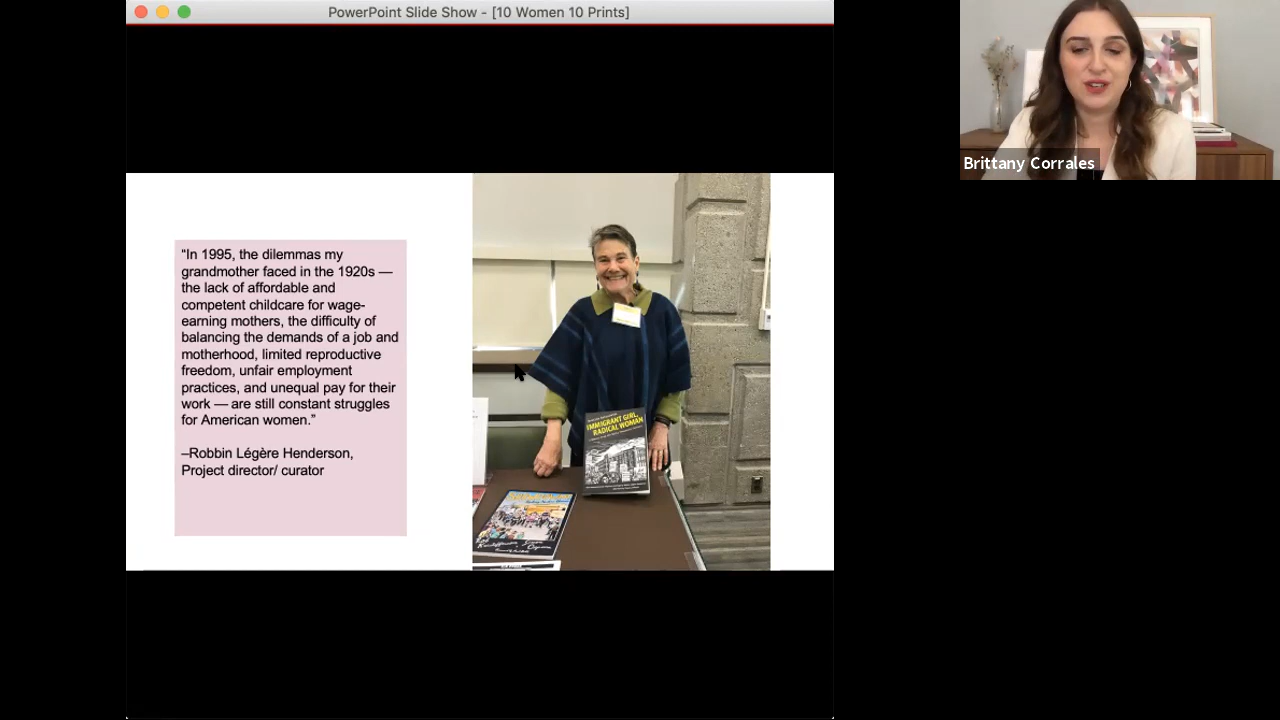 PowerPoint Slide Show - [10 Women 10 Prints]
Brittany Corrales
“In 1995, the dilemmas my
grandmother faced in the 1920s —
the lack of affordable and
competent childcare for wage-
earning mothers, the difficulty of
balancing the demands of a job and
motherhood, limited reproductive
freedom, unfair employment
practices, and unequal pay for their
work — are still constant struggles
for American women.”
–Robbin Légère Henderson,
Project director/ curator
IMMIGRANT GIRL,
RADICAL WOMAN